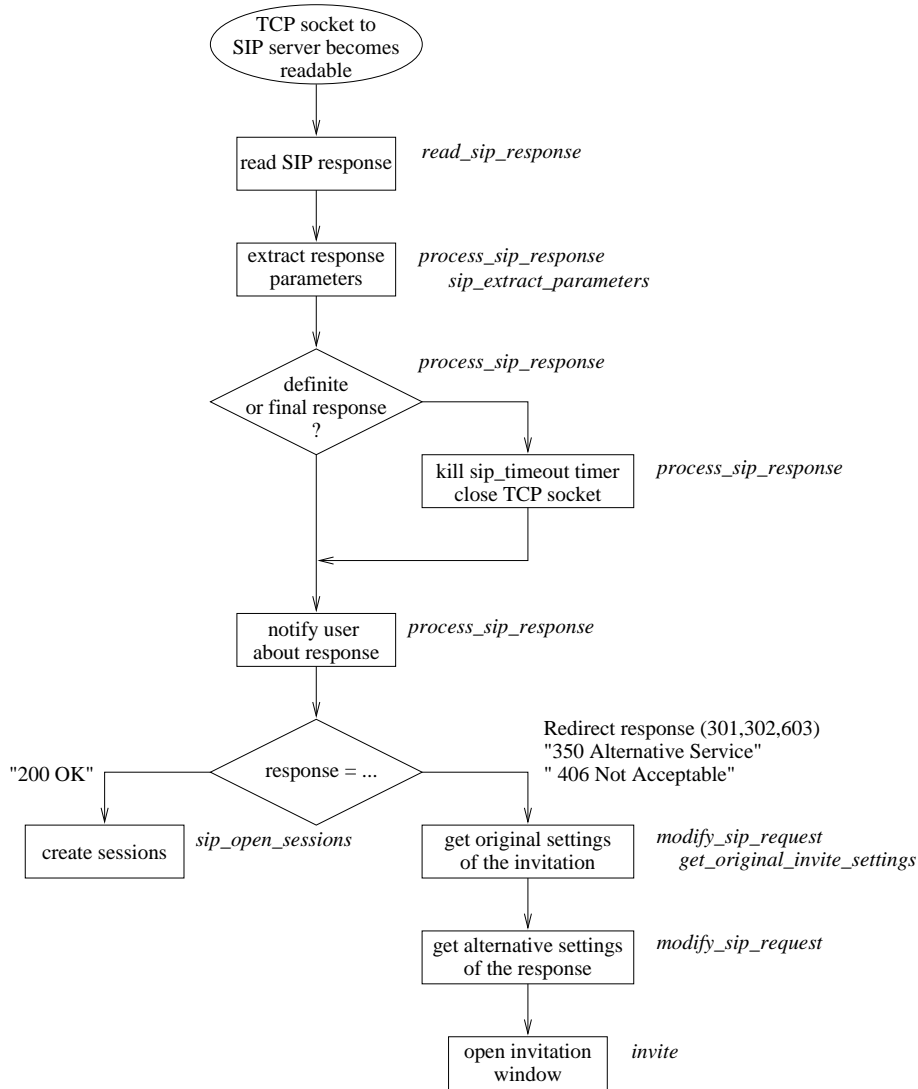 TCP socket to
SIP server becomes
readable
read SIP response
read_sip_response
extract response
parameters
process_sip_response
sip_extract_parameters
process_sip_response
definite
or final response
?
kill sip_timeout timer
close TCP socket
process_sip_response
notify user
about response
process_sip_response
Redirect response (301,302,603)
"350 Alternative Service"
" 406 Not Acceptable"
"200 OK"
response = ...
create sessions
sip_open_sessions
get original settings
of the invitation
modify_sip_request
get_original_invite_settings
get alternative settings
of the response
modify_sip_request
open invitation
window
invite